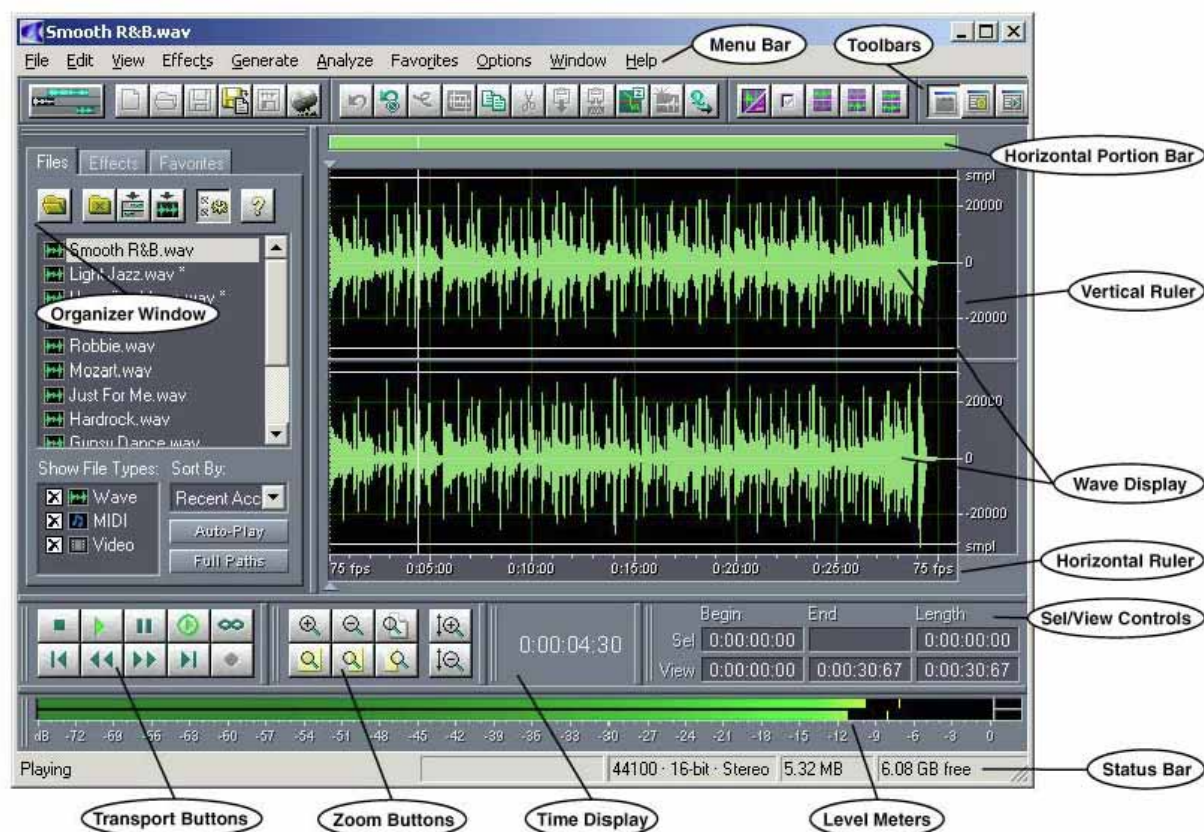 Smooth R&B.wav
File Edit View Effects Generate Analyze Favorites Options Window Help
Menu Bar
Toolbars
Horizontal Portion Bar
Files Effects Favorites
Smooth R&B.wav
Light Jazz.wav *
Organizer Window
Robbie.wav
Mozart.wav
Just For Me.wav
Hardrock.wav
Gypsy Dance.wav
Show File Types: Sort By:
Wave
MIDI
Video
Recent Acc
Auto-Play
Full Paths
smpl
20000
0
-20000
20000
0
-20000
smpl
Vertical Ruler
Wave Display
75 fps 0:05:00 0:10:00 0:15:00 0:20:00 0:25:00 75 fps
Horizontal Ruler
0:00:04:30
Begin End Length
Sel 0:00:00:00 0:00:00:00
View 0:00:00:00 0:00:30:67 0:00:30:67
Sel/View Controls
dB -72 -69 -66 -63 -60 -57 -54 -51 -48 -45 -42 -39 -36 -33 -30 -27 -24 -21 -18 -15 -12 -9 -6 -3 0
Playing 44100 · 16-bit · Stereo 5.32 MB 6.08 GB free
Status Bar
Transport Buttons
Zoom Buttons
Time Display
Level Meters